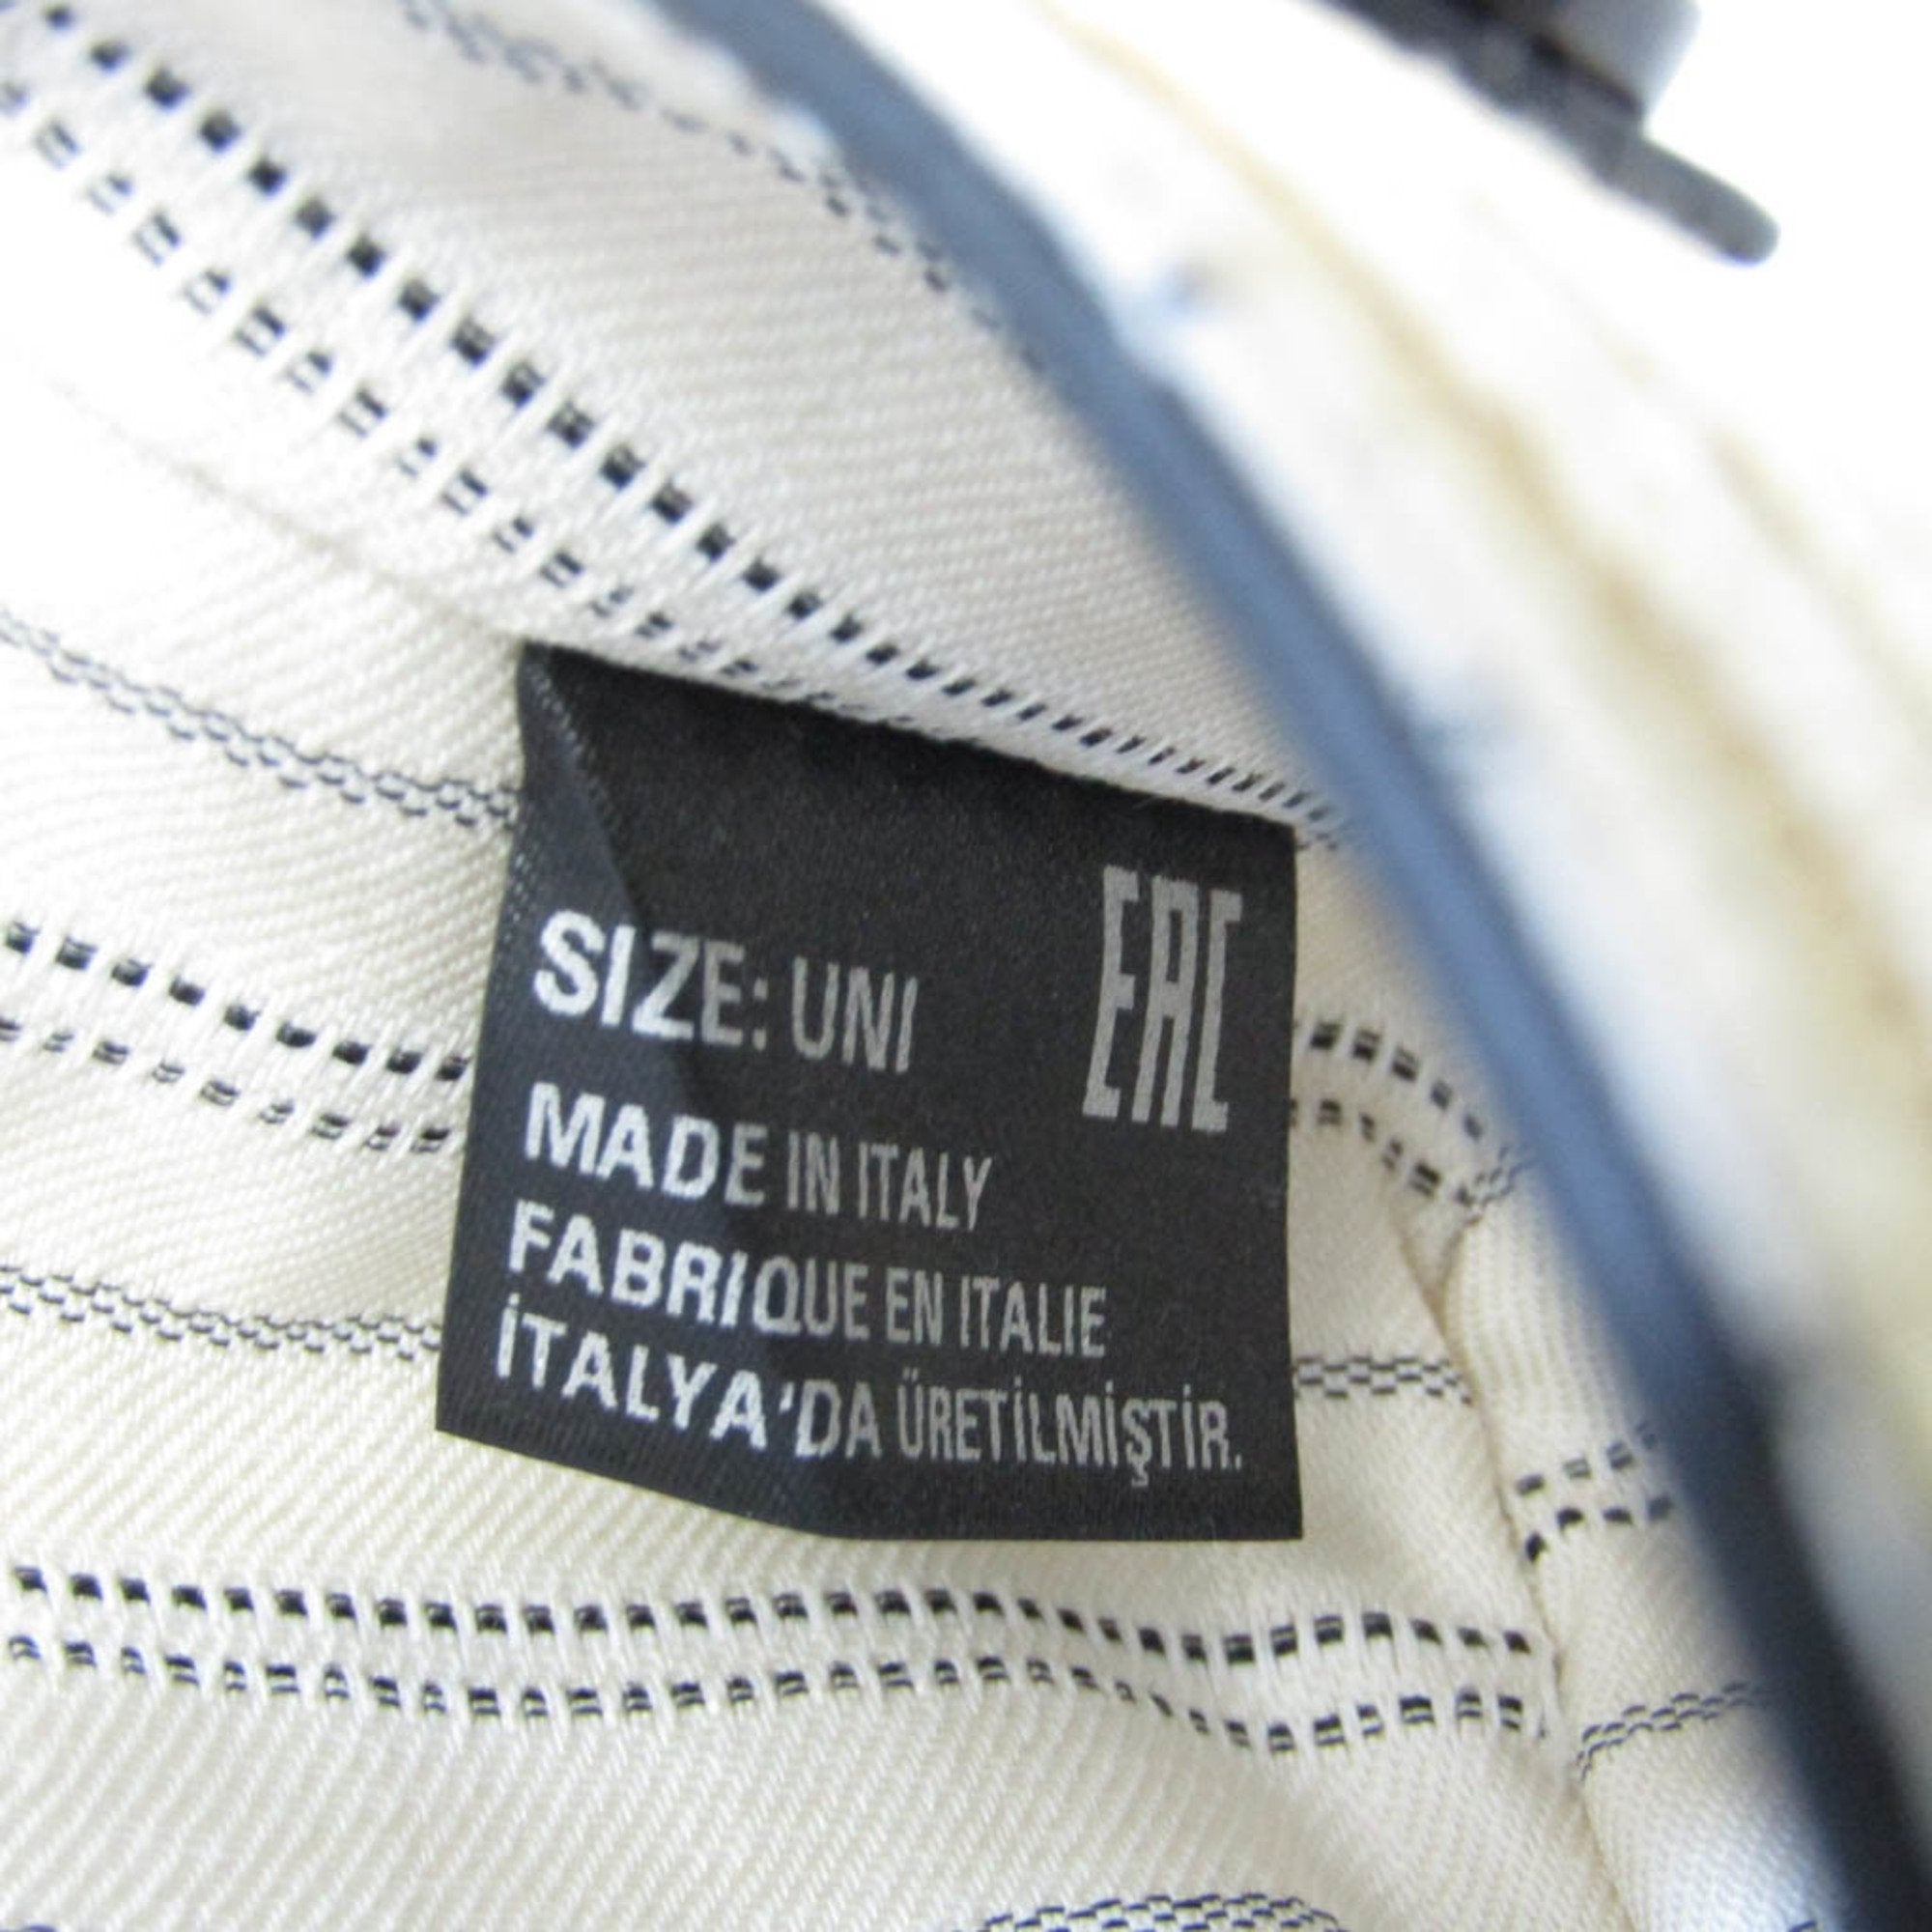 SIZE: UNI
EAC
MADE IN ITALY
FABRIQUE EN ITALIE
İTALYA'DA ÜRETİLMİŞTİR.